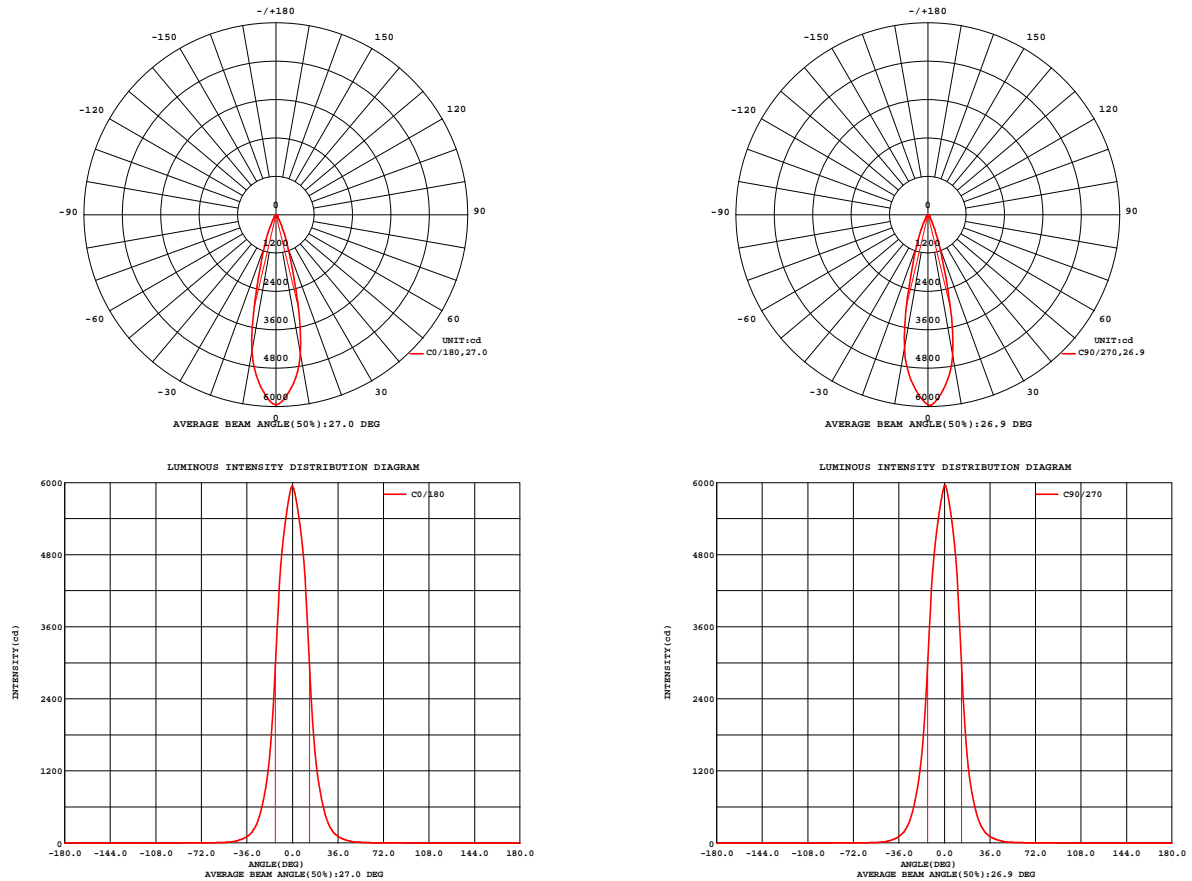 -/+180
-150
150
-120
120
-90
90
-60
60
-30
30
0
0
1200
2400
3600
4800
6000
UNIT:cd
C0/180,27.0
AVERAGE BEAM ANGLE(50%):27.0 DEG
-/+180
-150
150
-120
120
-90
90
-60
60
-30
30
0
0
1200
2400
3600
4800
6000
UNIT:cd
C90/270,26.9
AVERAGE BEAM ANGLE(50%):26.9 DEG
LUMINOUS INTENSITY DISTRIBUTION DIAGRAM
C0/180
INTENSITY(cd)
6000
4800
3600
2400
1200
0
-180.0 -144.0 -108.0 -72.0 -36.0 0.0 36.0 72.0 108.0 144.0 180.0
ANGLE(DEG)
AVERAGE BEAM ANGLE(50%):27.0 DEG
LUMINOUS INTENSITY DISTRIBUTION DIAGRAM
C90/270
INTENSITY(cd)
6000
4800
3600
2400
1200
0
-180.0 -144.0 -108.0 -72.0 -36.0 0.0 36.0 72.0 108.0 144.0 180.0
ANGLE(DEG)
AVERAGE BEAM ANGLE(50%):26.9 DEG